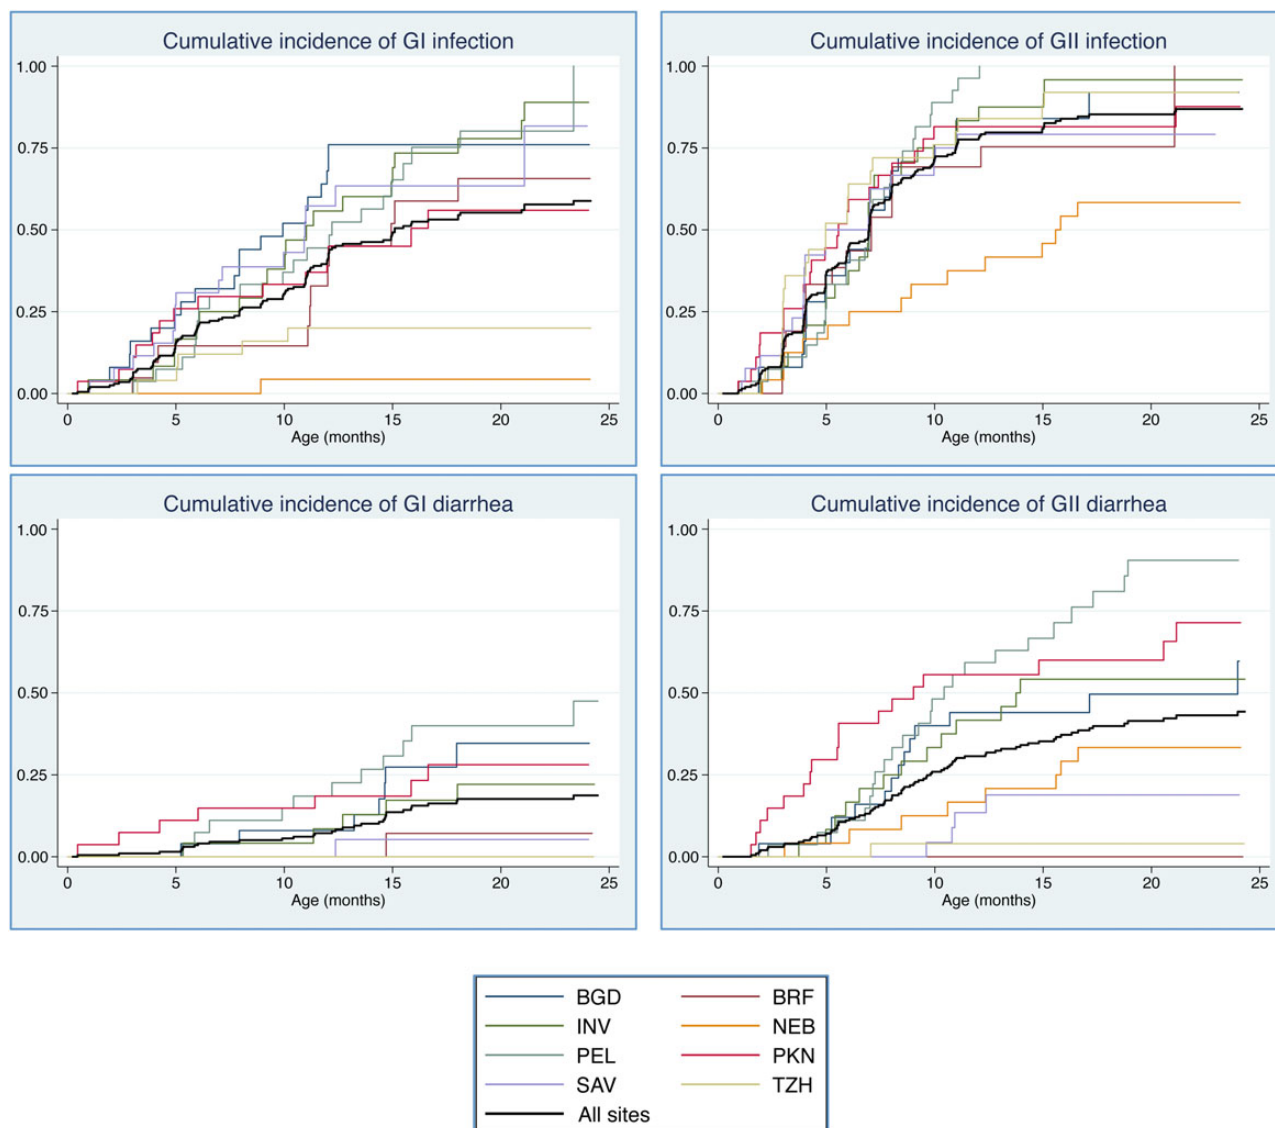 Cumulative incidence of GI infection
1.00
0.75
0.50
0.25
0.00
0 5 10 15 20 25
Age (months)
Cumulative incidence of GII infection
1.00
0.75
0.50
0.25
0.00
0 5 10 15 20 25
Age (months)
Cumulative incidence of GI diarrhea
1.00
0.75
0.50
0.25
0.00
0 5 10 15 20 25
Age (months)
Cumulative incidence of GII diarrhea
1.00
0.75
0.50
0.25
0.00
0 5 10 15 20 25
Age (months)
BGD BRF
INV NEB
PEL PKN
SAV TZH
All sites